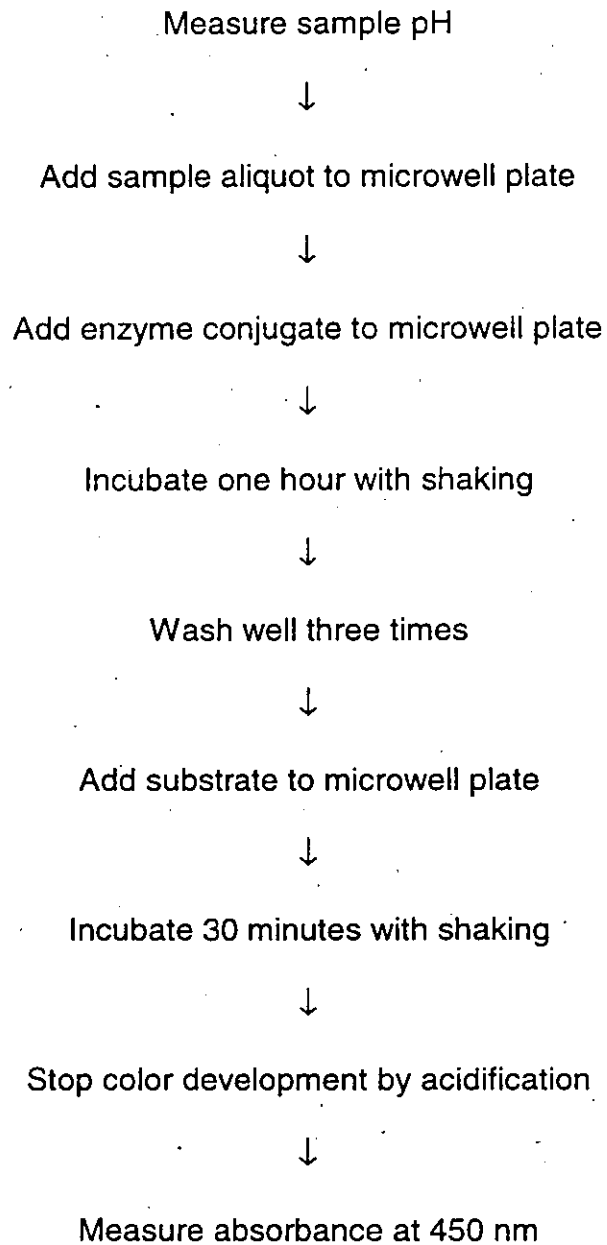 Measure sample pH
↓
Add sample aliquot to microwell plate
↓
Add enzyme conjugate to microwell plate
↓
Incubate one hour with shaking
↓
Wash well three times
↓
Add substrate to microwell plate
↓
Incubate 30 minutes with shaking
↓
Stop color development by acidification
↓
Measure absorbance at 450 nm